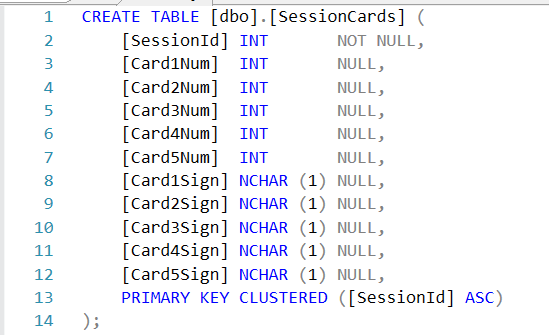 1 CREATE TABLE [dbo].[SessionCards] (
2 [SessionId] INT NOT NULL,
3 [Card1Num] INT NULL,
4 [Card2Num] INT NULL,
5 [Card3Num] INT NULL,
6 [Card4Num] INT NULL,
7 [Card5Num] INT NULL,
8 [Card1Sign] NCHAR (1) NULL,
9 [Card2Sign] NCHAR (1) NULL,
10 [Card3Sign] NCHAR (1) NULL,
11 [Card4Sign] NCHAR (1) NULL,
12 [Card5Sign] NCHAR (1) NULL,
13 PRIMARY KEY CLUSTERED ([SessionId] ASC)
14 );